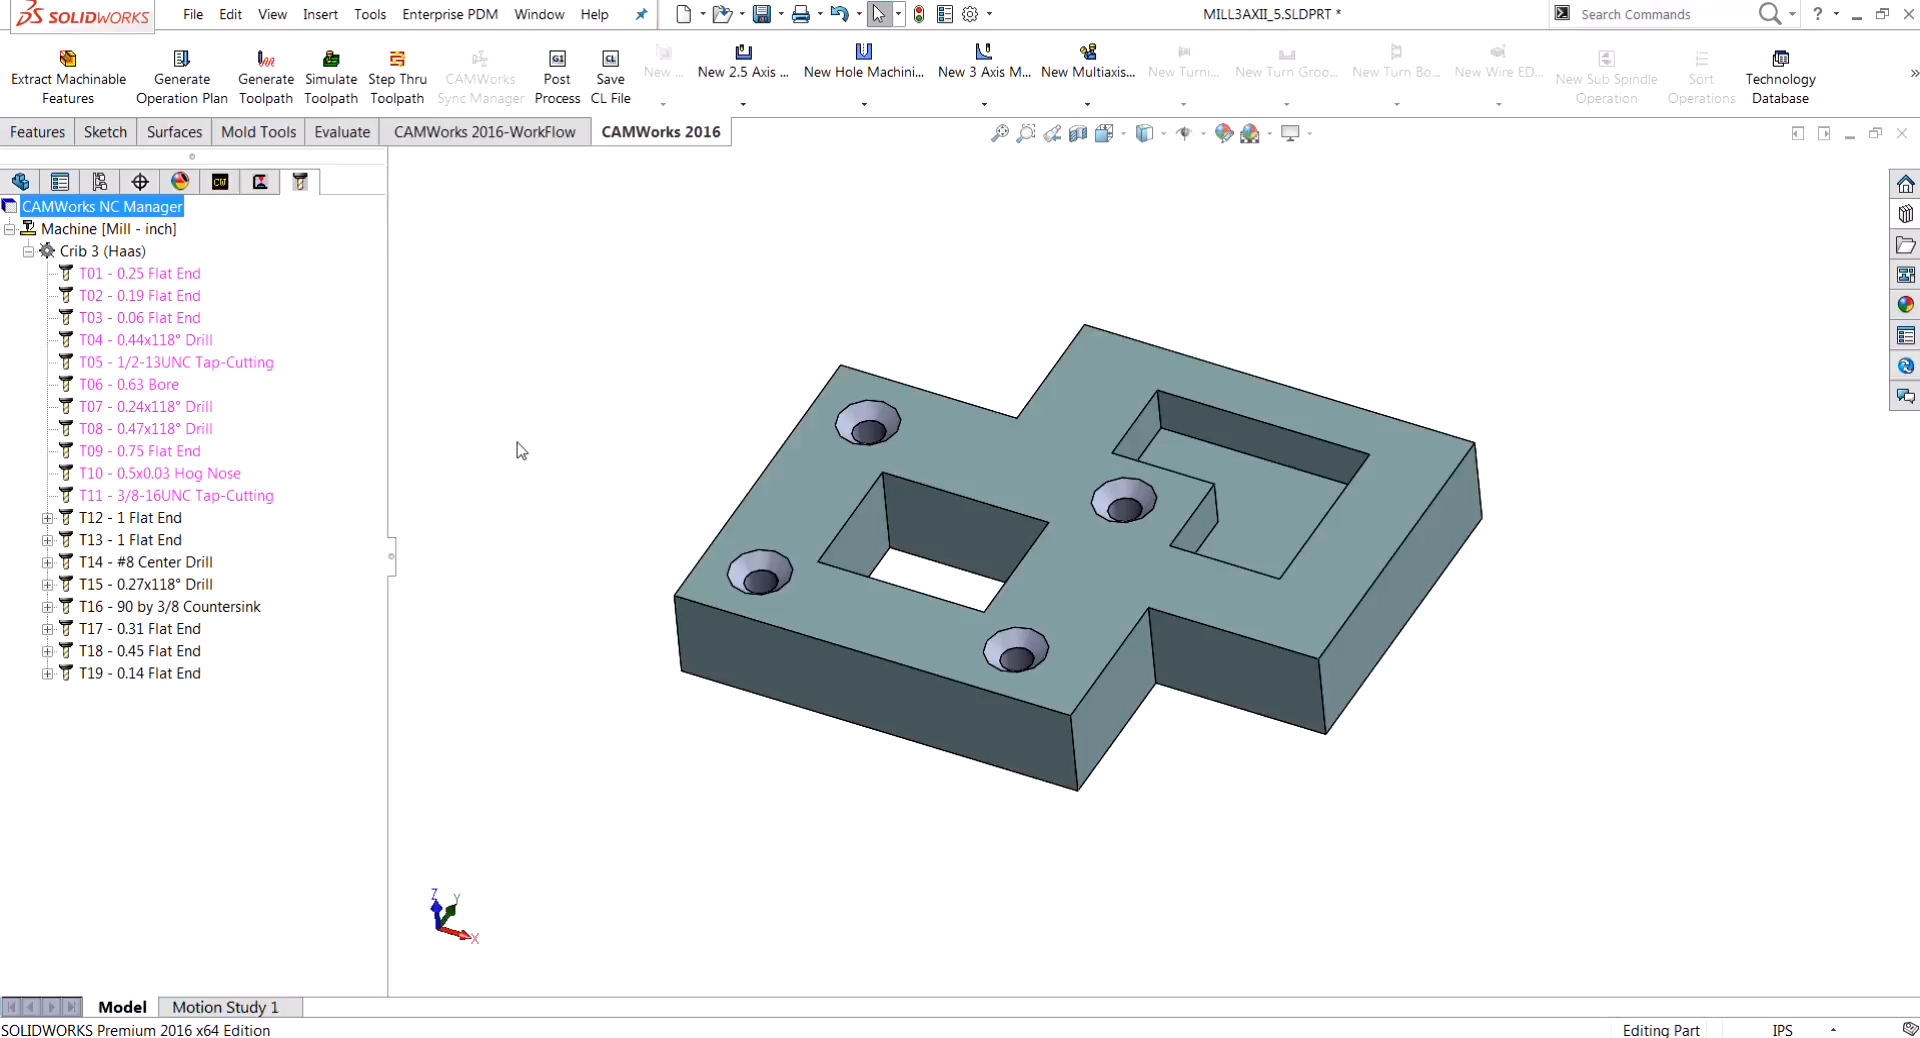 SOLIDWORKS File Edit View Insert Tools Enterprise PDM Window Help MILL3AXII_5.SLDPRT * Search Commands ?
Extract Machinable Features
Generate Operation Plan
Generate Toolpath
Simulate Toolpath
Step Thru Toolpath
CAMWorks Sync Manager
G1
Post Process
CL
Save CL File
New ...
New 2.5 Axis ...
New Hole Machini...
New 3 Axis M...
New Multiaxis...
New Turni...
New Turn Groo...
New Turn Bo...
New Wire ED...
New Sub Spindle Operation
Sort Operations
Technology Database
»
Features Sketch Surfaces Mold Tools Evaluate CAMWorks 2016-WorkFlow CAMWorks 2016
CW
CAMWorks NC Manager
Machine [Mill - inch]
Crib 3 (Haas)
T01 - 0.25 Flat End
T02 - 0.19 Flat End
T03 - 0.06 Flat End
T04 - 0.44x118° Drill
T05 - 1/2-13UNC Tap-Cutting
T06 - 0.63 Bore
T07 - 0.24x118° Drill
T08 - 0.47x118° Drill
T09 - 0.75 Flat End
T10 - 0.5x0.03 Hog Nose
T11 - 3/8-16UNC Tap-Cutting
T12 - 1 Flat End
T13 - 1 Flat End
T14 - #8 Center Drill
T15 - 0.27x118° Drill
T16 - 90 by 3/8 Countersink
T17 - 0.31 Flat End
T18 - 0.45 Flat End
T19 - 0.14 Flat End
Z Y
X
Model Motion Study 1
SOLIDWORKS Premium 2016 x64 Edition Editing Part IPS